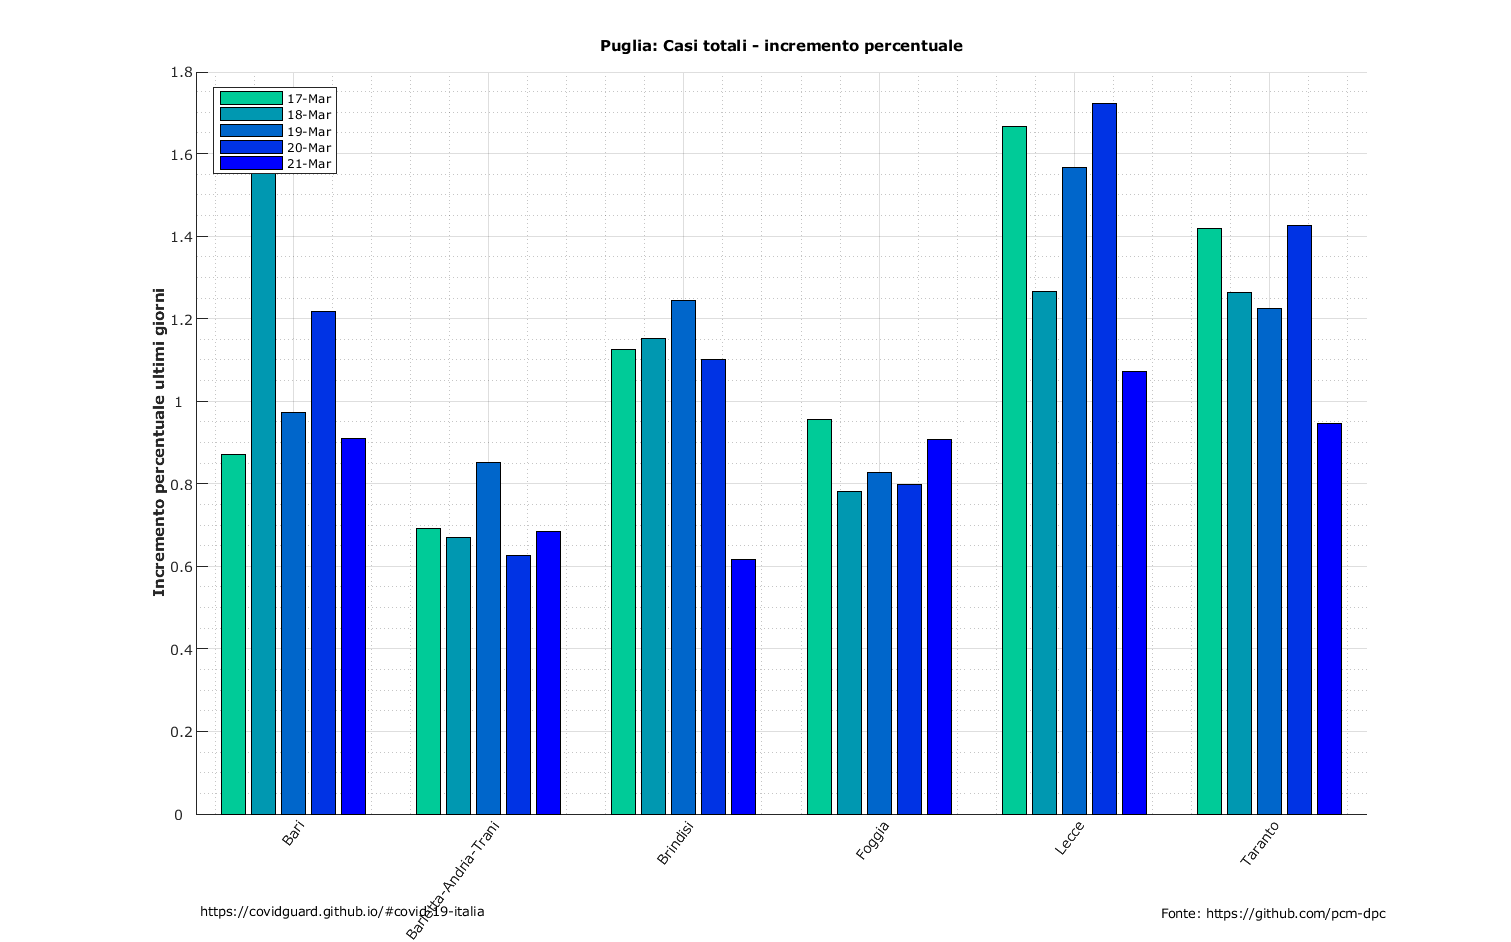 Puglia: Casi totali - incremento percentuale
Incremento percentuale ultimi giorni
1.8
1.6
1.4
1.2
1
0.8
0.6
0.4
0.2
0
17-Mar
18-Mar
19-Mar
20-Mar
21-Mar
Bari
Barletta-Andria-Trani
Brindisi
Foggia
Lecce
Taranto
https://covidguard.github.io/#covid-19-italia
Fonte: https://github.com/pcm-dpc